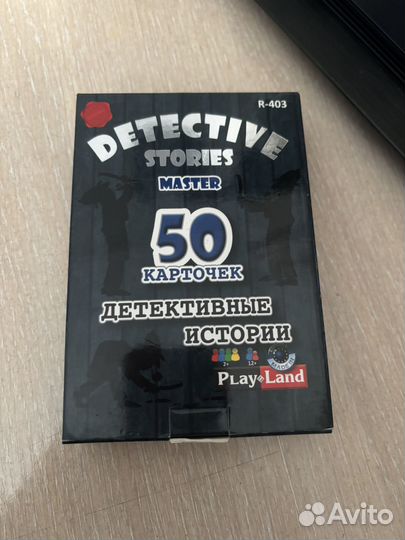 R-403
DETECTIVE
STORIES
MASTER
50
КАРТОЧЕК
ДЕТЕКТИВНЫЕ
ИСТОРИИ
2+ 12+
PLAY LAND
Avito